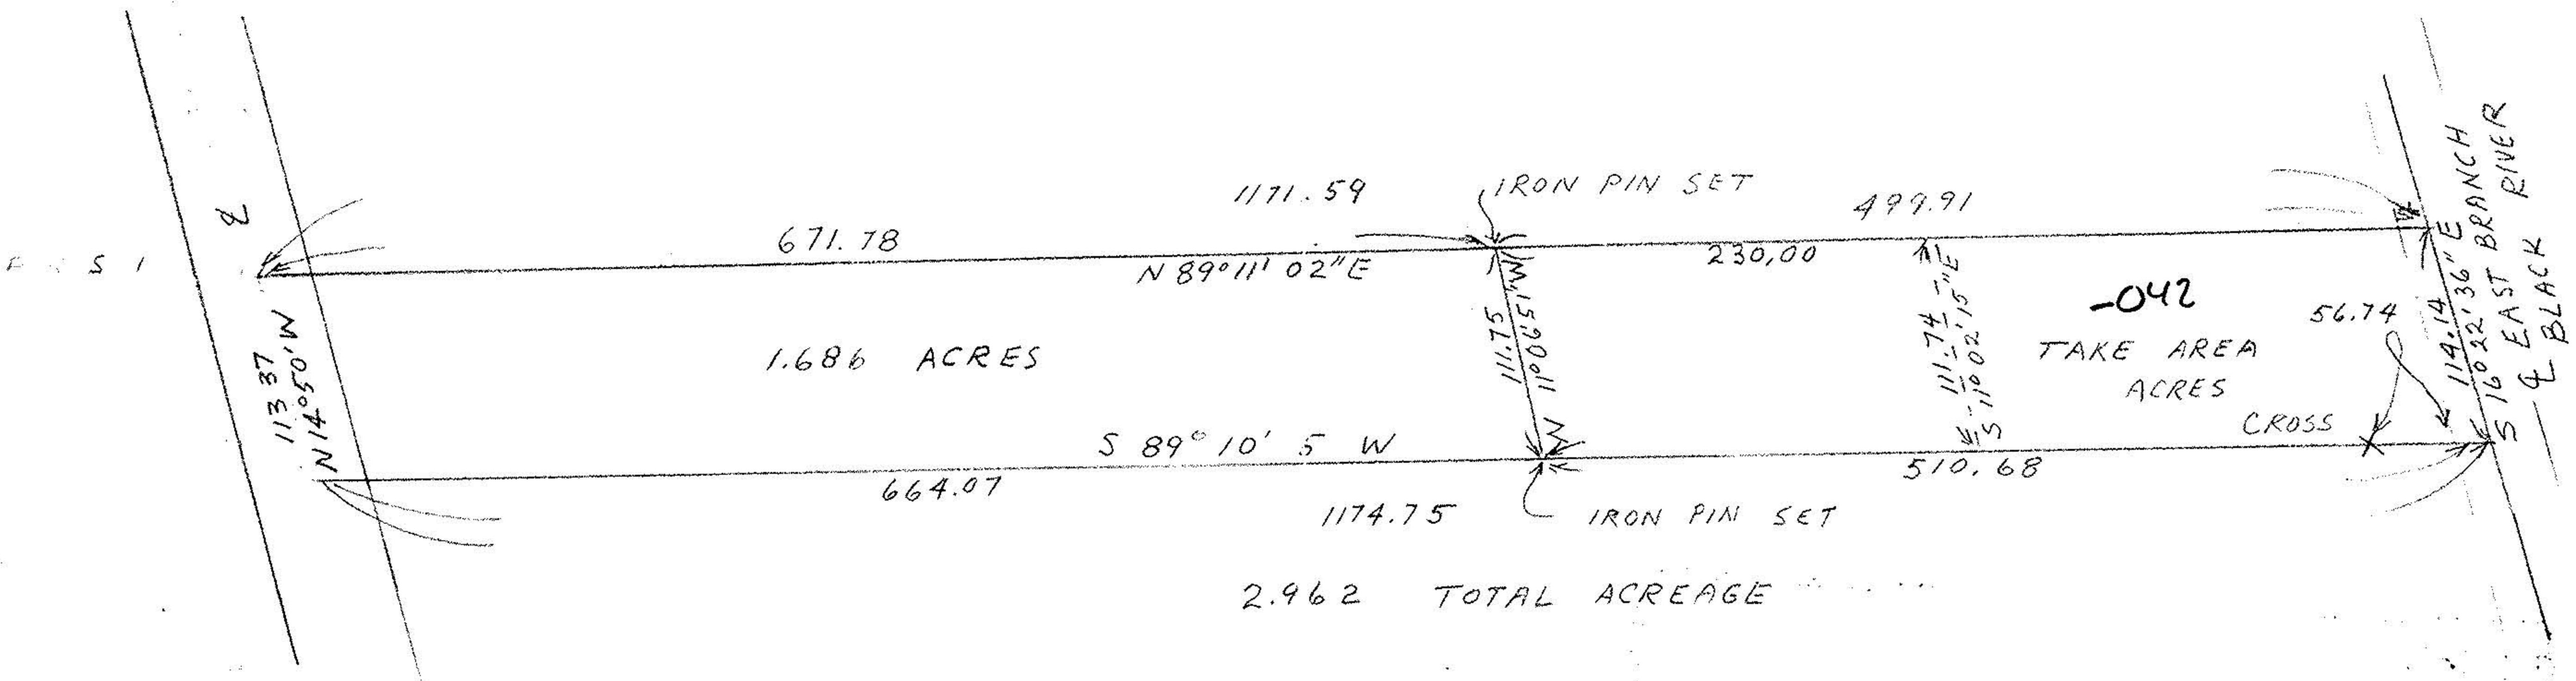 1171.59
IRON PIN SET
499.91
671.78
N 89°11' 02"E
230,00
113 37
N 14°50' W
1.686 ACRES
111.75
11°06 51"W
111.74
S 11°02' 15"E
-042
TAKE AREA
ACRES
56.74
CROSS
114.14
S 16°22' 36" E
EAST BRANCH
℄ BLACK RIVER
S 89° 10' 5 W
664.07
510.68
1174.75
IRON PIN SET
2.962 TOTAL ACREAGE